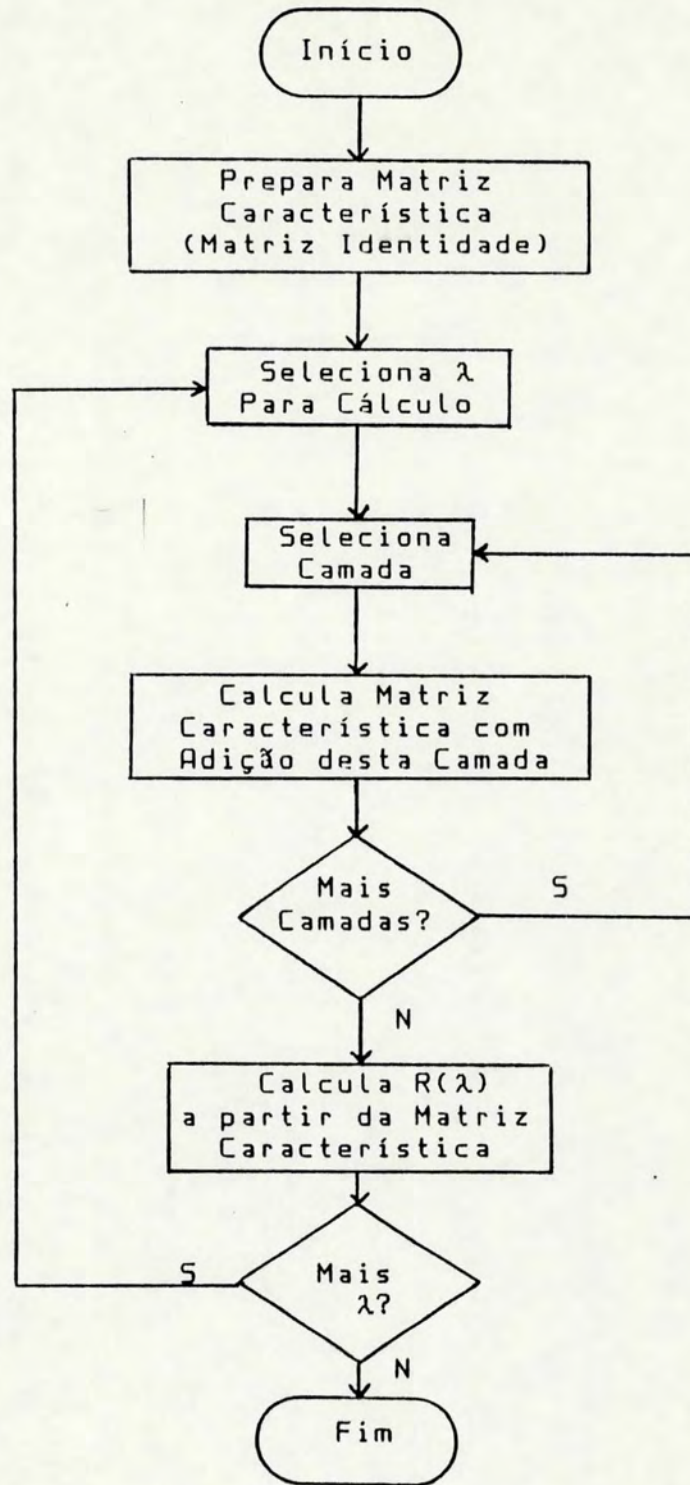 Início
Prepara Matriz
Característica
(Matriz Identidade)
Seleciona λ
Para Cálculo
Seleciona
Camada
Calcula Matriz
Característica com
Adição desta Camada
Mais
Camadas?
S
N
Calcula R(λ)
a partir da Matriz
Característica
S
Mais
λ?
N
Fim